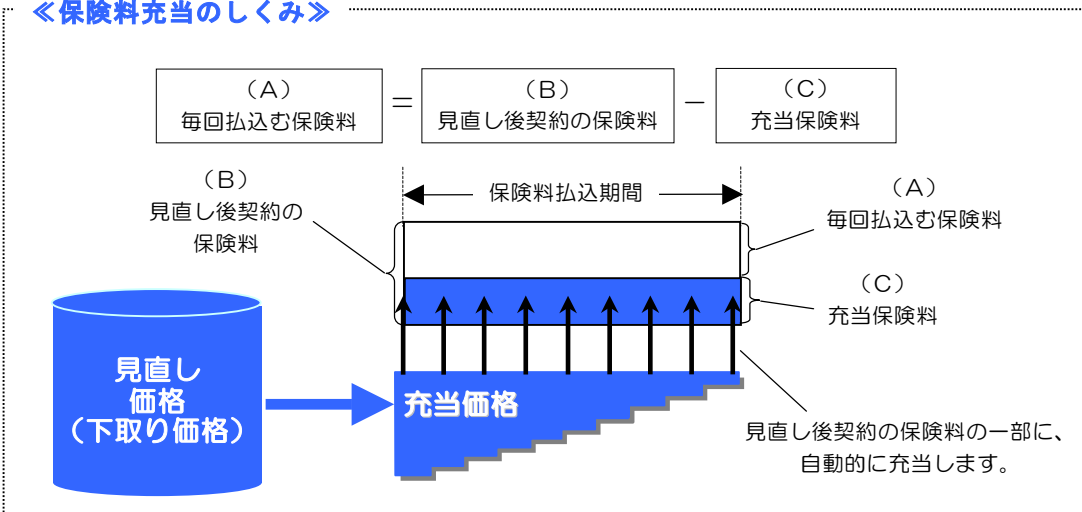 ≪保険料充当のしくみ≫
（A）
毎回払込む保険料
＝
（B）
見直し後契約の保険料
－
（C）
充当保険料
（B）
見直し後契約の
保険料
保険料払込期間
（A）
毎回払込む保険料
（C）
充当保険料
見直し
価格
（下取り価格）
充当価格
見直し後契約の保険料の一部に、
自動的に充当します。